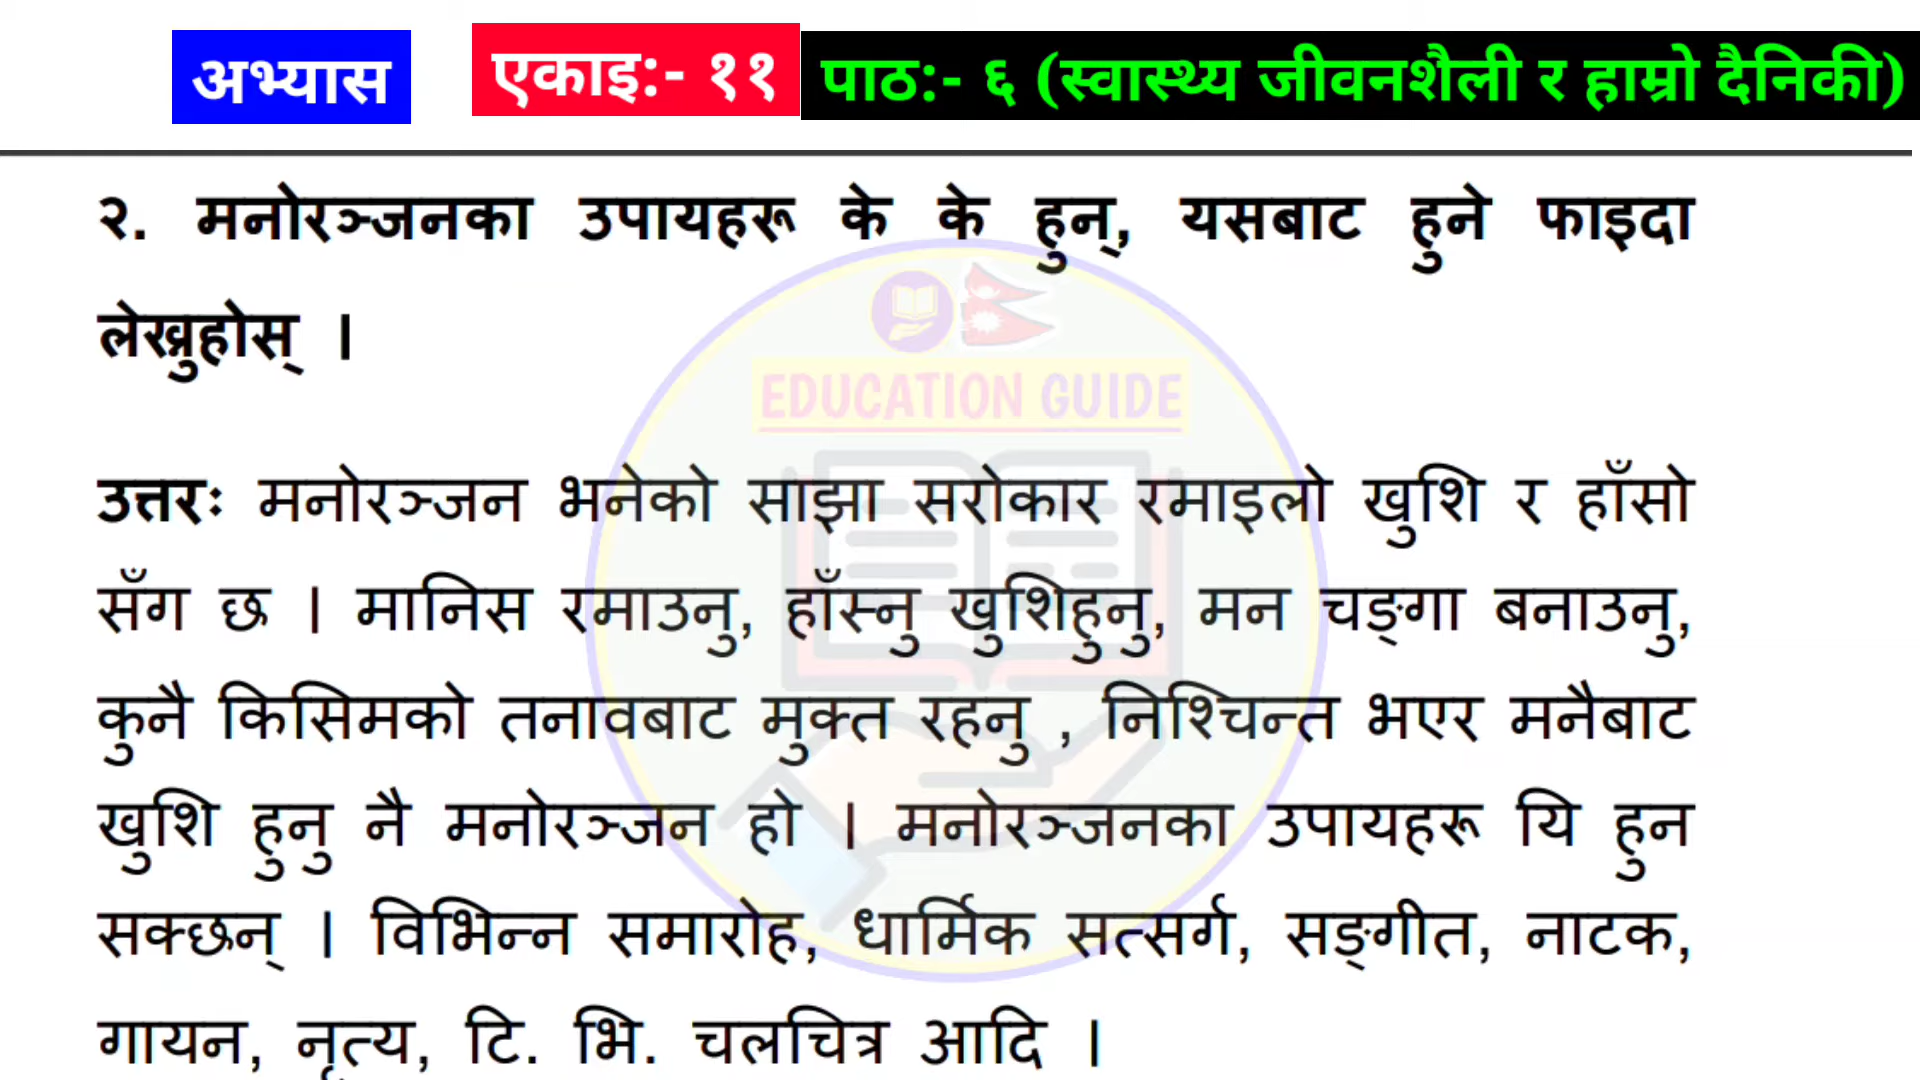 अभ्यास एकाइ:- ११ पाठ:- ६ (स्वास्थ्य जीवनशैली र हाम्रो दैनिकी)
२. मनोरञ्जनका उपायहरू के के हुन्, यसबाट हुने फाइदा
लेख्नुहोस् ।
EDUCATION GUIDE
उत्तरः मनोरञ्जन भनेको साझा सरोकार रमाइलो खुशि र हाँसो
सँग छ । मानिस रमाउनु, हाँस्नु खुशिहुनु, मन चङ्गा बनाउनु,
कुनै किसिमको तनावबाट मुक्त रहनु , निश्चिन्त भएर मनैबाट
खुशि हुनु नै मनोरञ्जन हो । मनोरञ्जनका उपायहरू यि हुन
सक्छन् । विभिन्न समारोह, धार्मिक सत्सर्ग, सङ्गीत, नाटक,
गायन, नृत्य, टि. भि. चलचित्र आदि ।